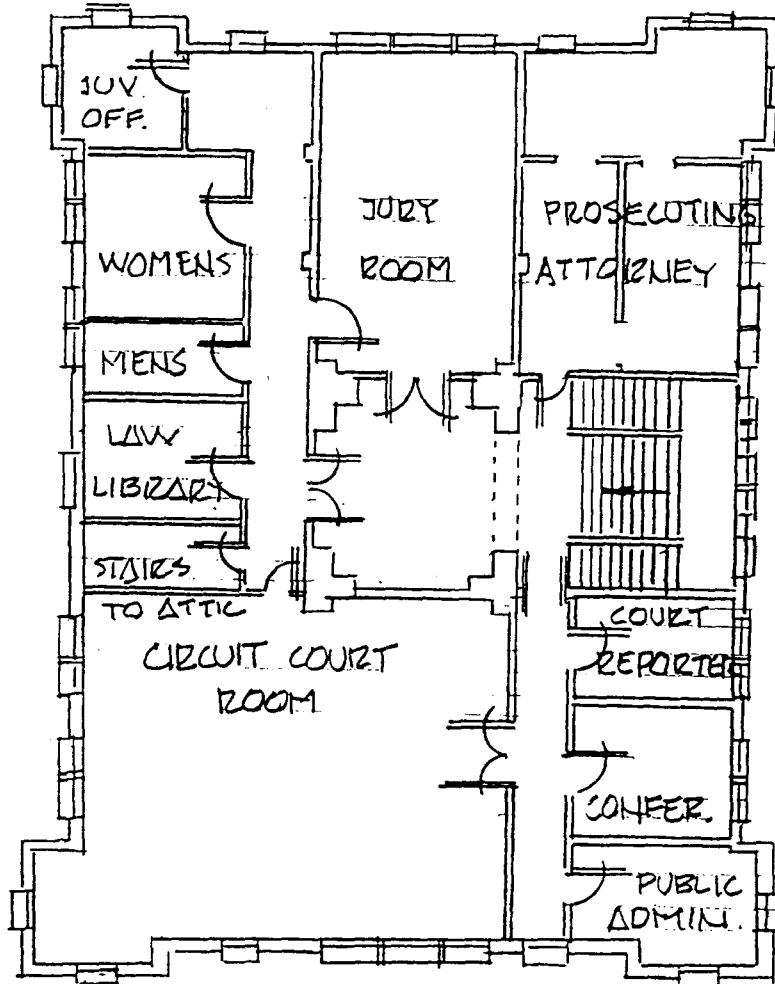 JUV.
OFF.
WOMENS
JURY
ROOM
PROSECUTING
ATTORNEY
MENS
LAW
LIBRARY
STAIRS
TO ATTIC
CIRCUIT COURT
ROOM
COURT
REPORTER
CONFER.
PUBLIC
ADMIN.